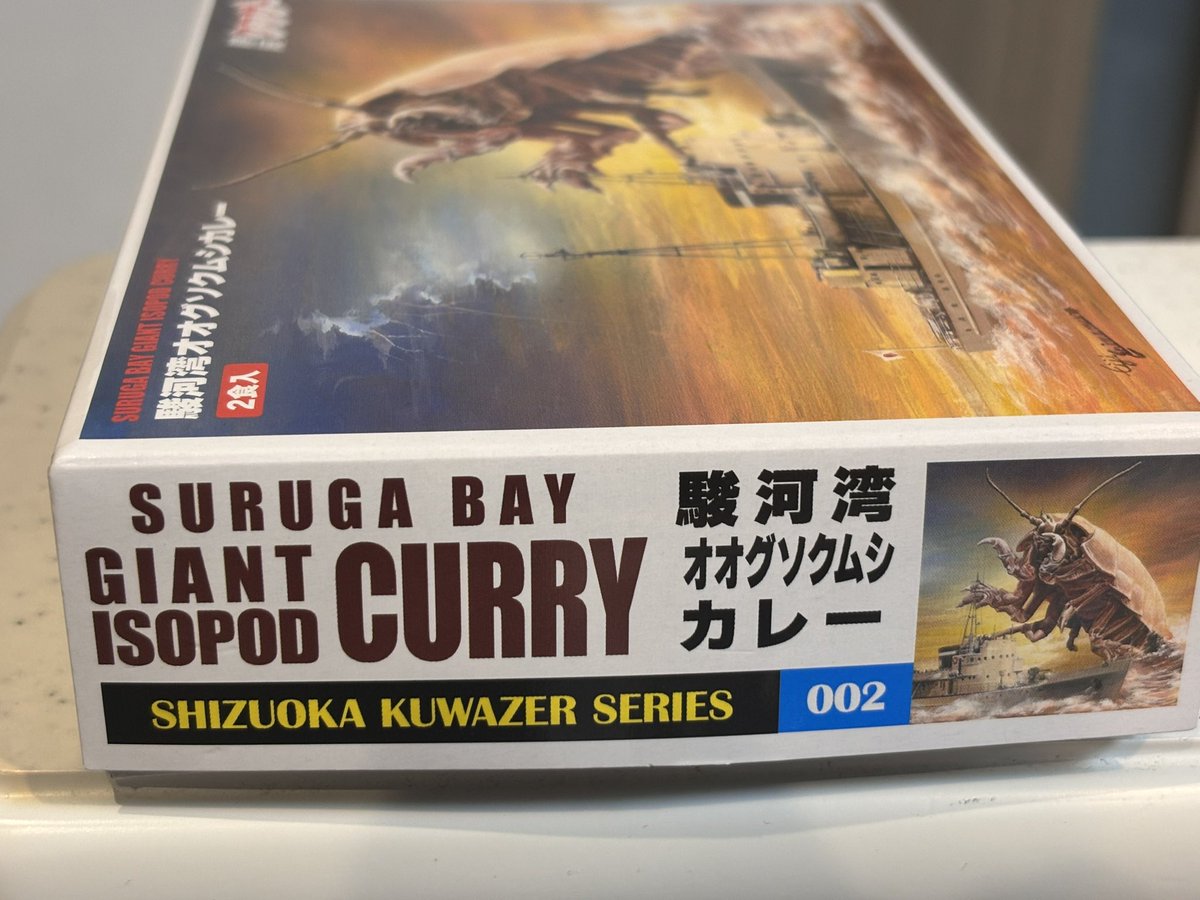 SURUGA BAY GIANT ISOPOD CURRY
駿河湾オオグソクムシカレー
2食入
SURUGA BAY
GIANT
ISOPOD
CURRY
駿河湾
オオグソクムシ
カレー
SHIZUOKA KUWAZER SERIES
002